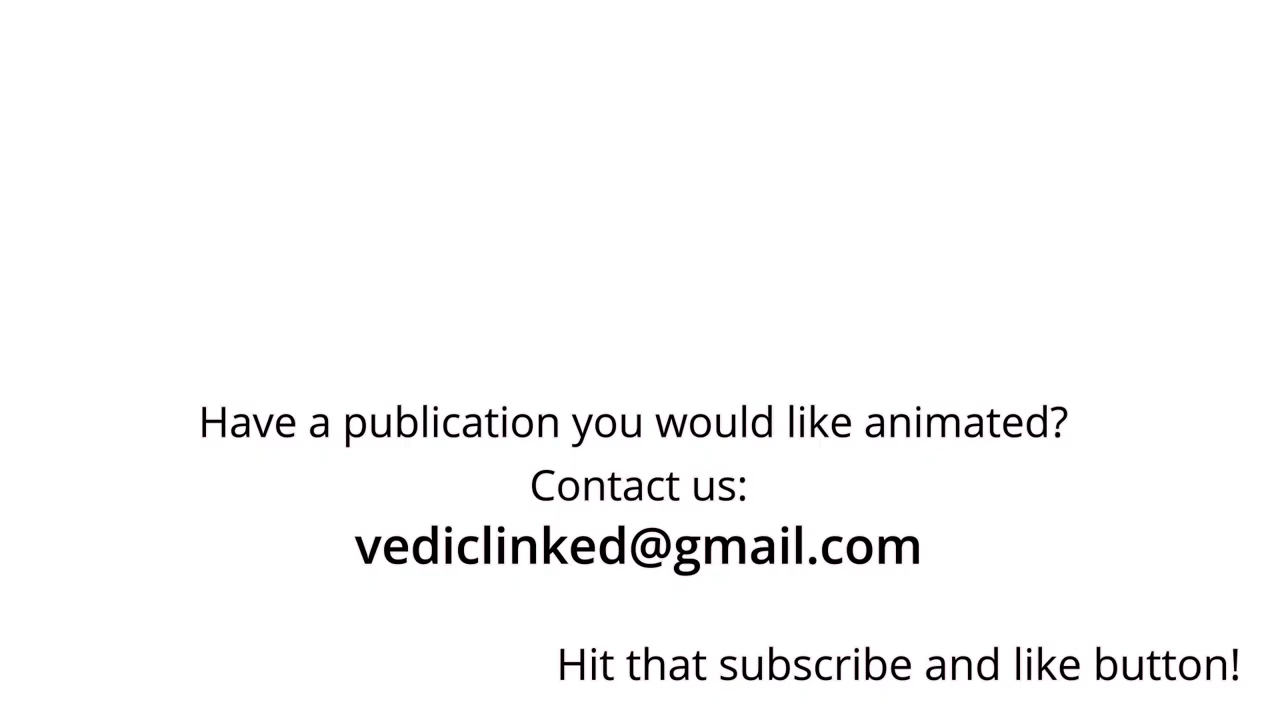 Have a publication you would like animated?
Contact us:
vediclinked@gmail.com
Hit that subscribe and like button!